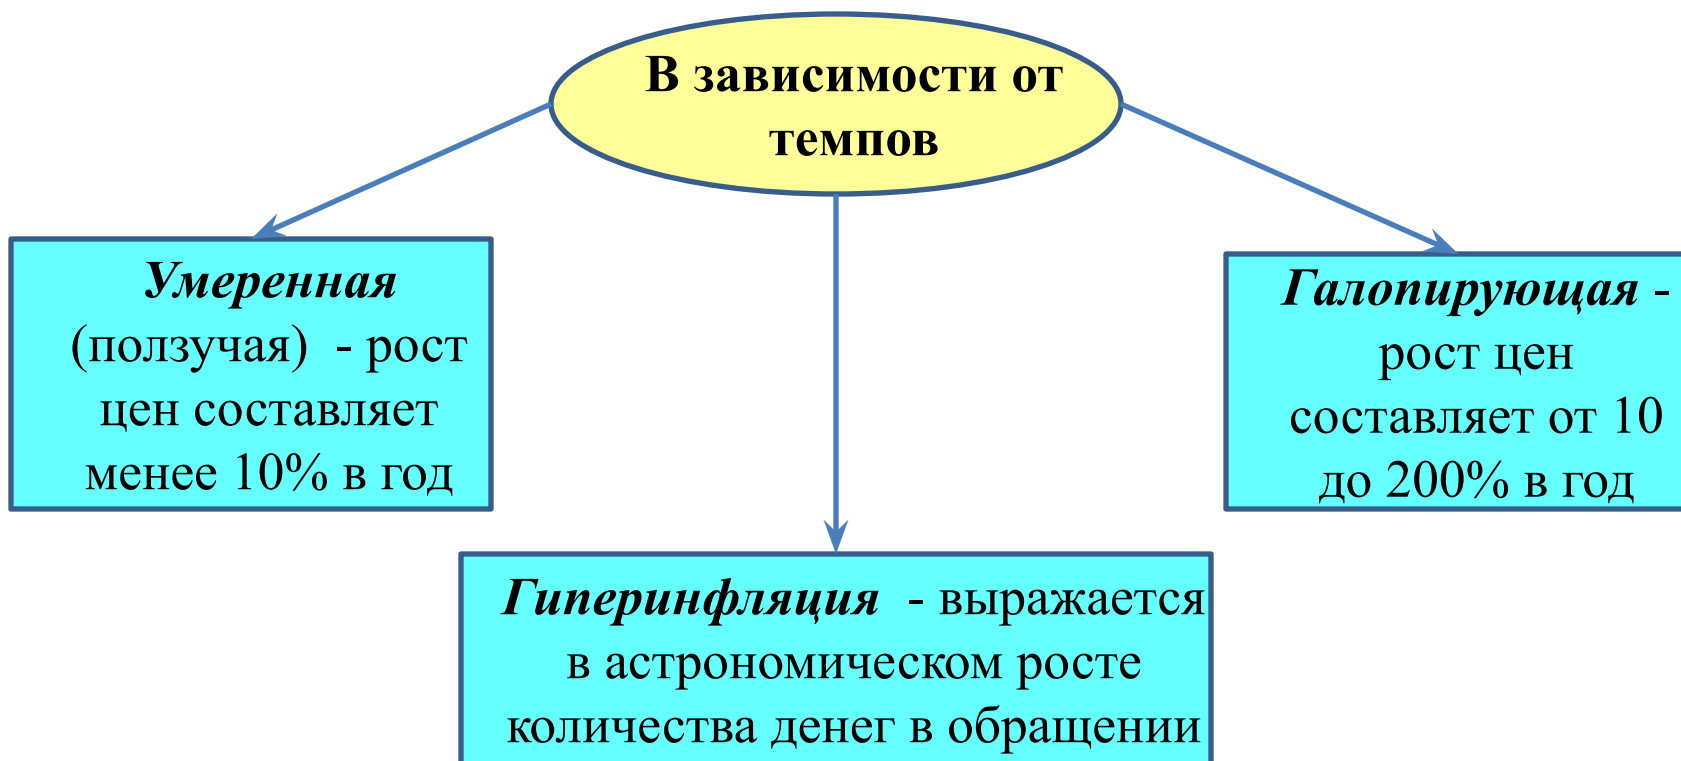 В зависимости от
темпов
Умеренная
(ползучая) - рост
цен составляет
менее 10% в год
Галопирующая -
рост цен
составляет от 10
до 200% в год
Гиперинфляция - выражается
в астрономическом росте
количества денег в обращении